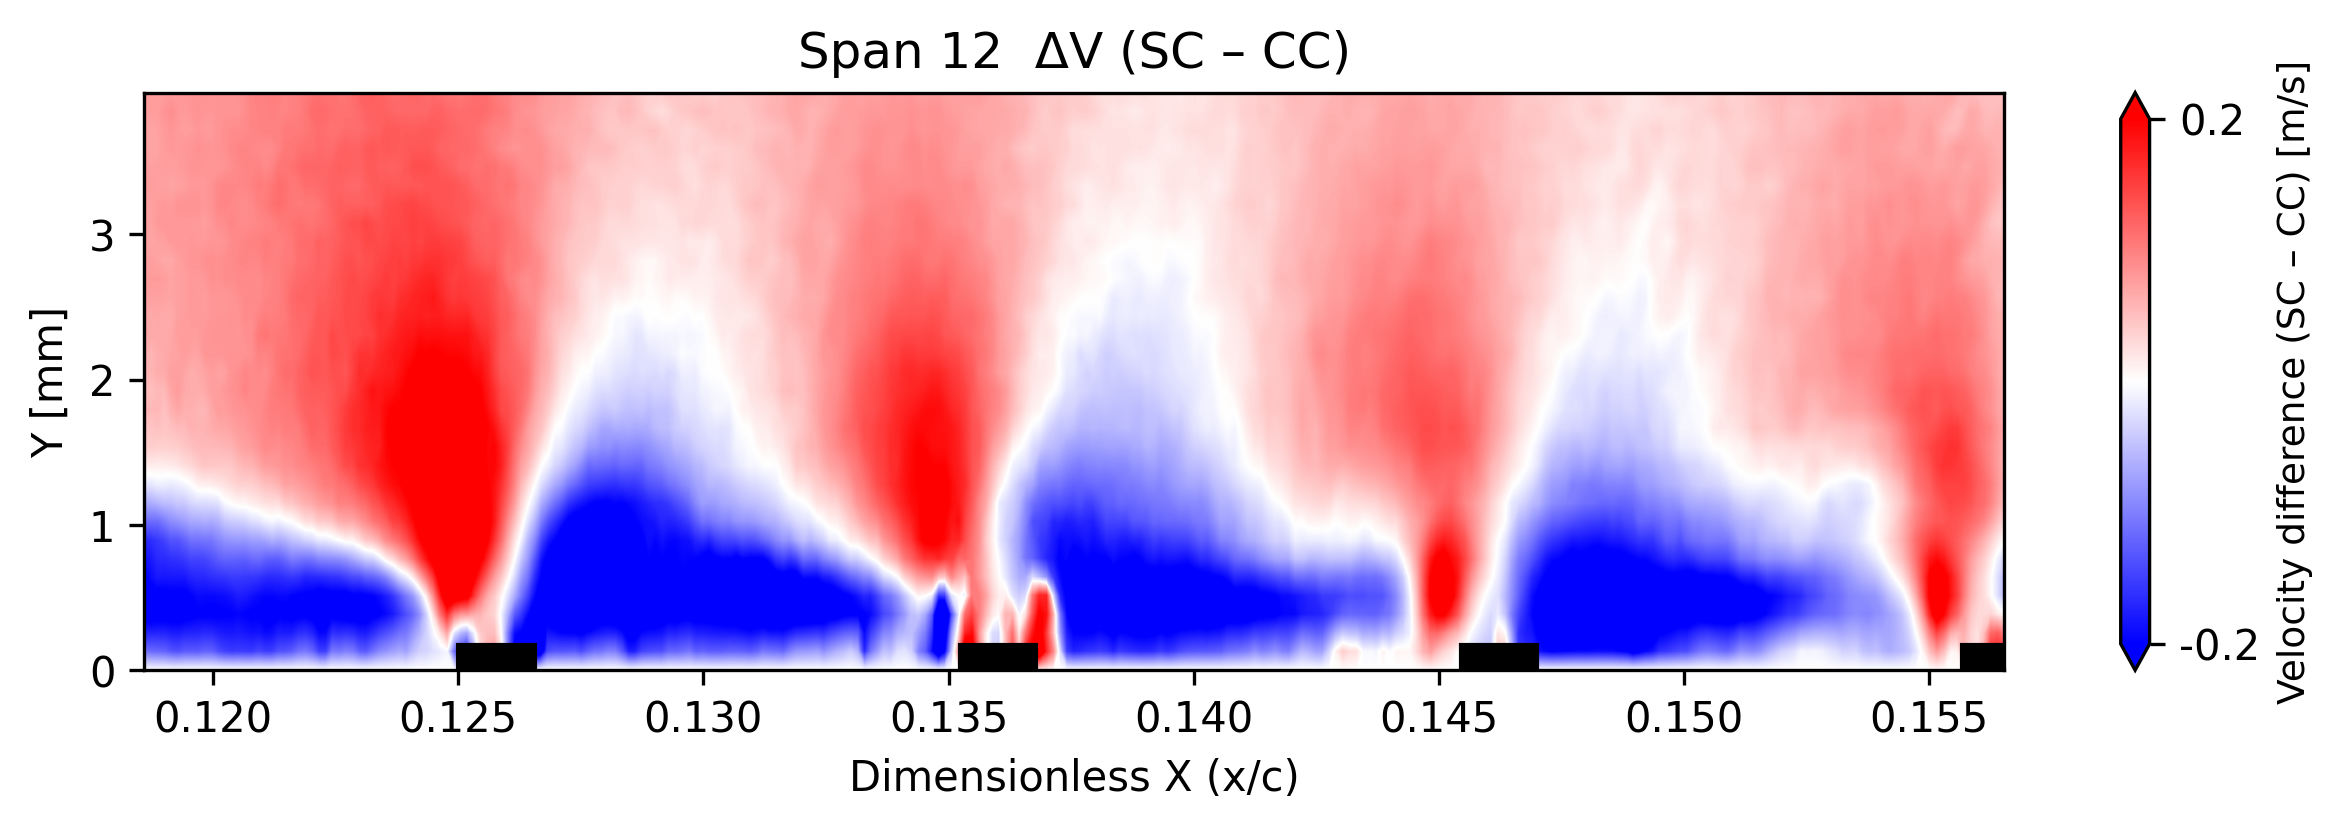 Span 12  ΔV (SC – CC)
3
2
1
0
Y [mm]
0.120 0.125 0.130 0.135 0.140 0.145 0.150 0.155
Dimensionless X (x/c)
0.2
-0.2
Velocity difference (SC – CC) [m/s]